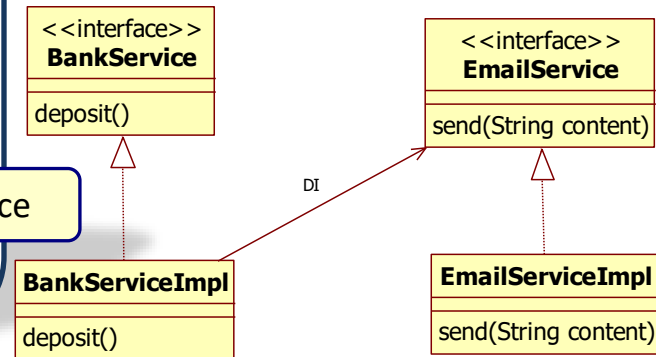 <<interface>>
BankService
deposit()
<<interface>>
EmailService
send(String content)
DI
ce
BankServiceImpl
deposit()
EmailServiceImpl
send(String content)